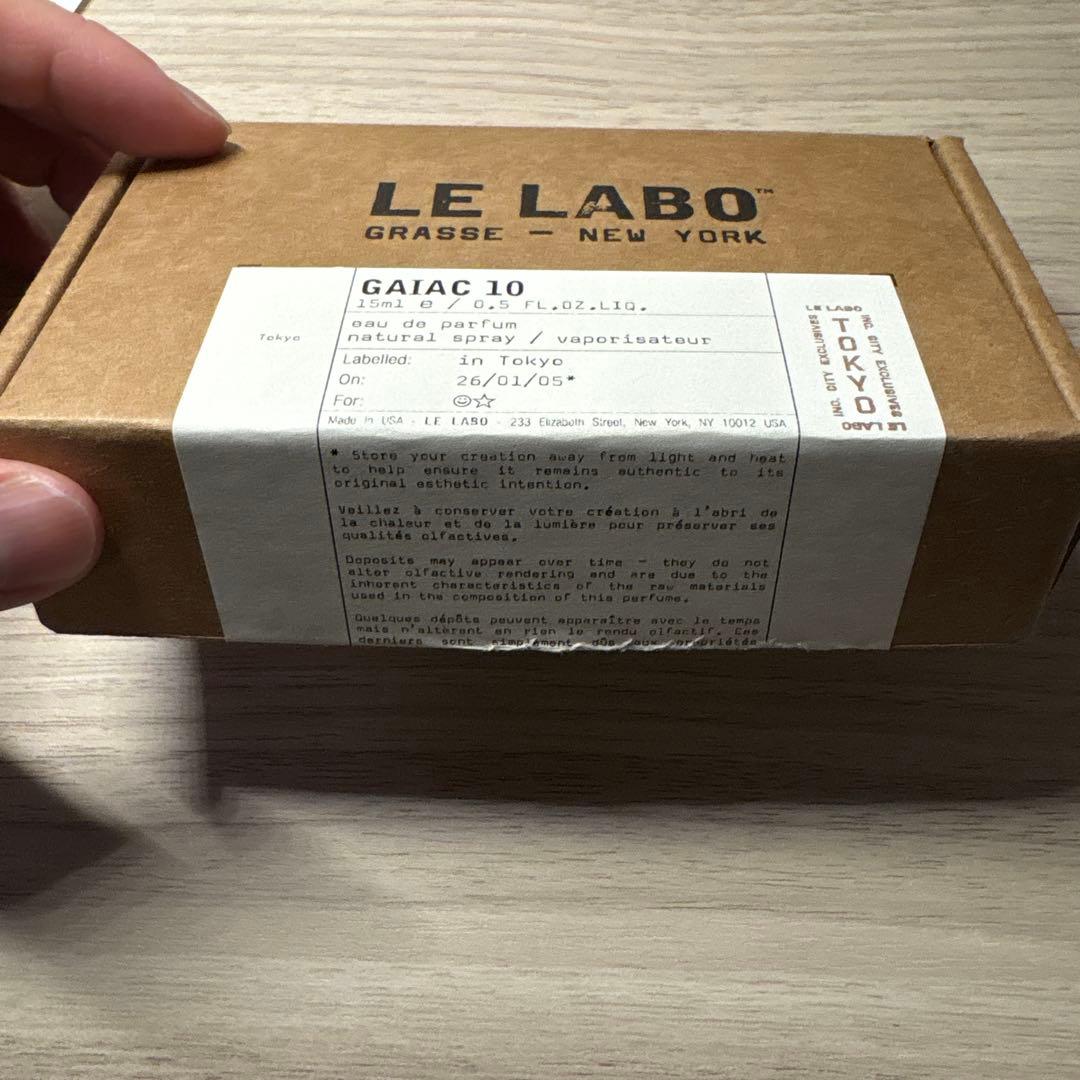 LE LABO™
GRASSE — NEW YORK
GAIAC 10
15ml e / 0.5 FL.OZ.LIQ.
eau de parfum
natural spray / vaporisateur
Tokyo
Labelled: in Tokyo
On: 26/01/05*
For: ☺☆
Made in USA - LE LABO - 233 Elizabeth Street, New York, NY 10012 USA
LE LABO
INC. CITY EXCLUSIVES
TOKYO
INC. CITY EXCLUSIVES
LE LABO
* Store your creation away from light and heat
to help ensure it remains authentic to its
original esthetic intention.
Veillez à conserver votre création à l'abri de
la chaleur et de la lumière pour préserver ses
qualités olfactives.
Deposits may appear over time - they do not
alter olfactive rendering and are due to the
inherent characteristics of the raw materials
used in the composition of this perfume.
Quelques dépôts peuvent apparaître avec le temps
mais n'altèrent en rien le rendu olfactif. Ces
derniers sont simplement dûs aux propriétés